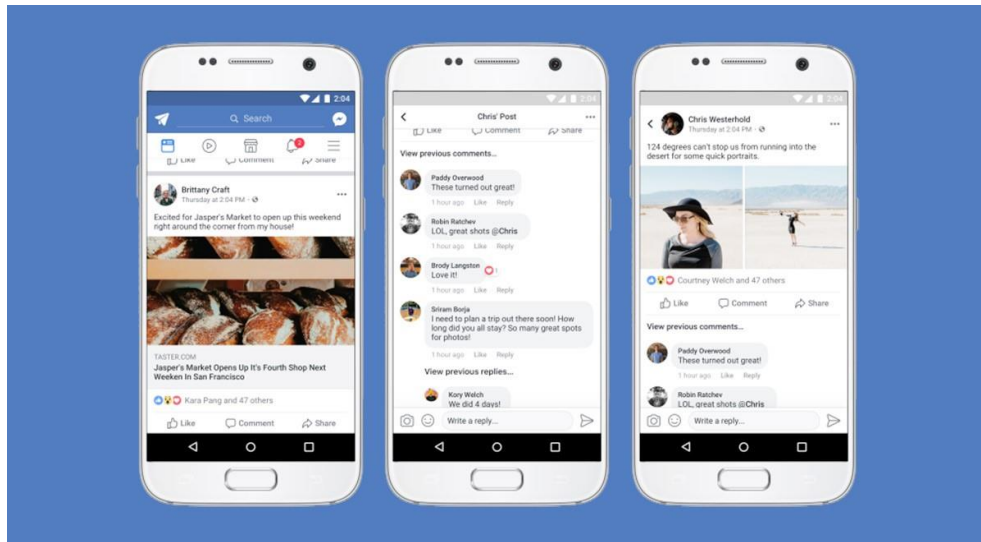 2:04
Search
2
Like Comment Share
Brittany Craft
Thursday at 2:04 PM
Excited for Jasper's Market to open up this weekend
right around the corner from my house!
TASTER.COM
Jasper's Market Opens Up It's Fourth Shop Next
Weeken In San Francisco
Kara Pang and 47 others
Like Comment Share
2:04
Chris' Post
Like Comment Share
View previous comments...
Paddy Overwood
These turned out great!
1 hour ago Like Reply
Robin Ratchev
LOL, great shots @Chris
1 hour ago Like Reply
Brody Langston
Love it! 1
1 hour ago Like Reply
Sriram Borja
I need to plan a trip out there soon! How
long did you all stay? So many great spots
for photos!
1 hour ago Like Reply
View previous replies...
Kory Welch
We did 4 days!
Write a reply...
2:04
Chris Westerhold
Thursday at 2:04 PM
124 degrees can't stop us from running into the
desert for some quick portraits.
Courtney Welch and 47 others
Like Comment Share
View previous comments...
Paddy Overwood
These turned out great!
1 hour ago Like Reply
Robin Ratchev
LOL, great shots @Chris
Write a reply...